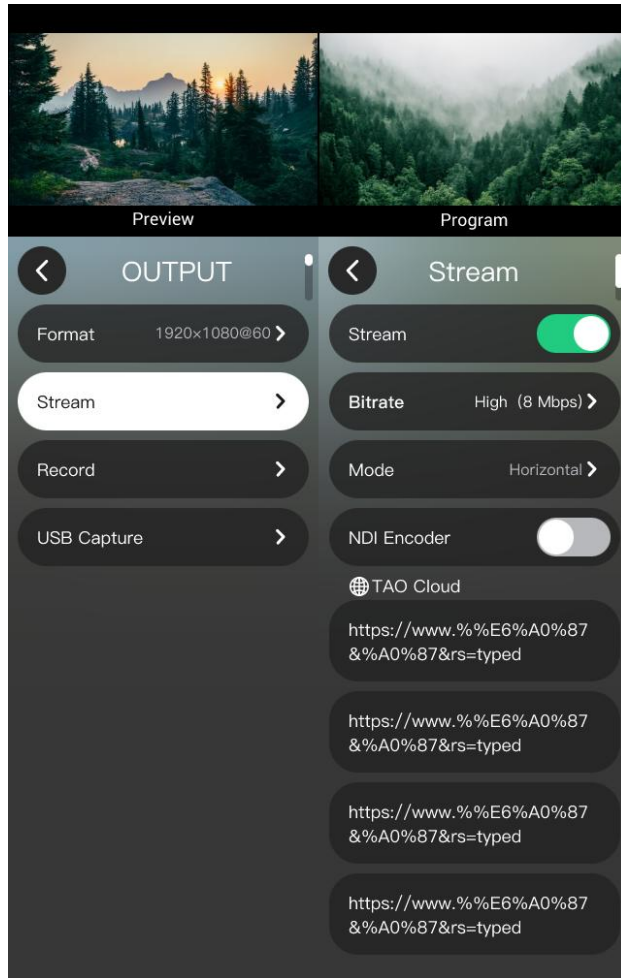 Preview
Program
OUTPUT
Format 1920×1080@60
Stream
Record
USB Capture
Stream
Stream
Bitrate High (8 Mbps)
Mode Horizontal
NDI Encoder
TAO Cloud
https://www.%%E6%A0%87
&%A0%87&rs=typed
https://www.%%E6%A0%87
&%A0%87&rs=typed
https://www.%%E6%A0%87
&%A0%87&rs=typed
https://www.%%E6%A0%87
&%A0%87&rs=typed